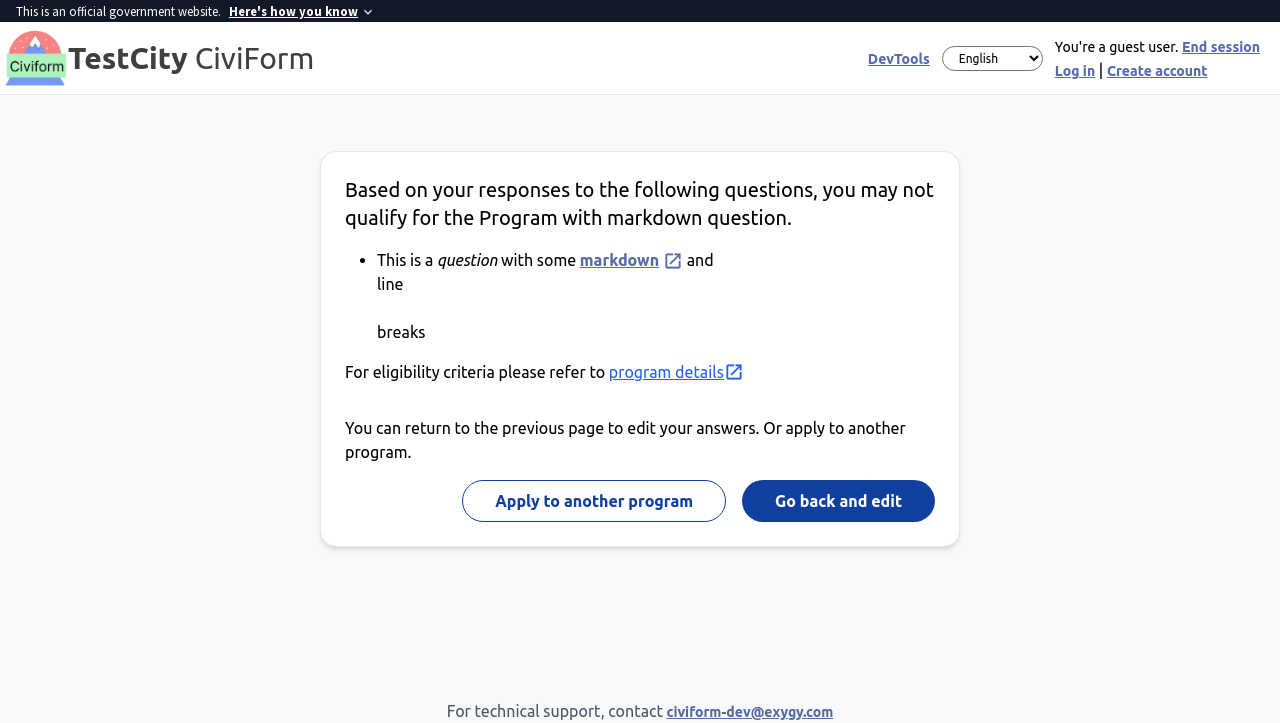 This is an official government website. Here's how you know
Civiform
TestCity CiviForm
DevTools
English
You're a guest user. End session
Log in | Create account
Based on your responses to the following questions, you may not
qualify for the Program with markdown question.
• This is a question with some markdown and
line
breaks
For eligibility criteria please refer to program details
You can return to the previous page to edit your answers. Or apply to another
program.
Apply to another program
Go back and edit
For technical support, contact civiform-dev@exygy.com